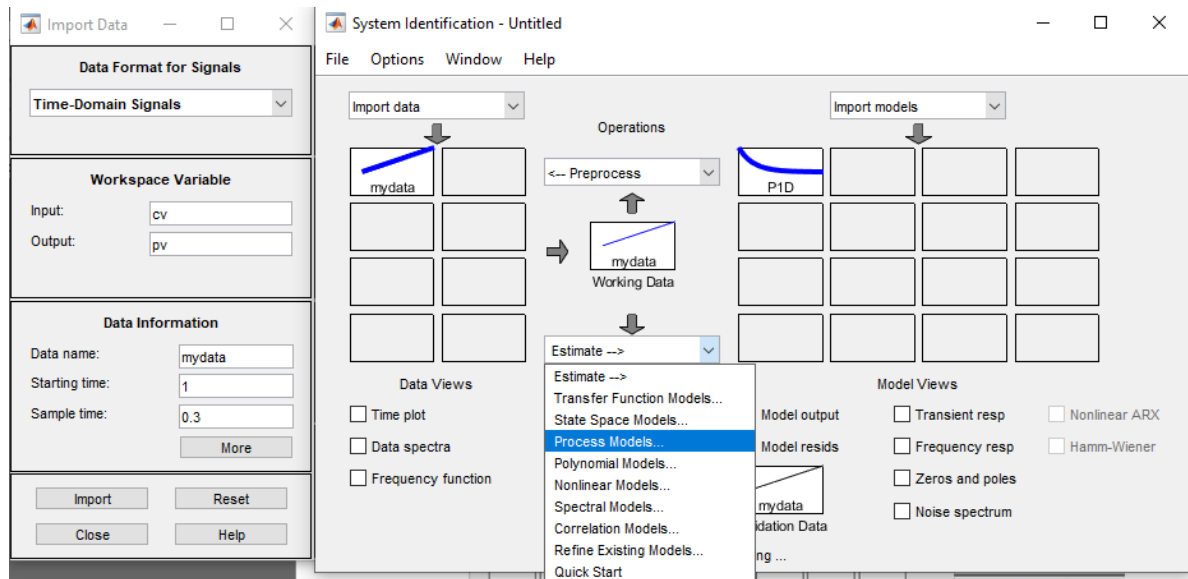 Import Data
Data Format for Signals
Time-Domain Signals
Workspace Variable
Input: cv
Output: pv
Data Information
Data name: mydata
Starting time: 1
Sample time: 0.3
More
Import Reset
Close Help
System Identification - Untitled
File Options Window Help
Import data
Operations
Import models
mydata
<-- Preprocess
P1D
mydata
Working Data
Estimate -->
Estimate -->
Transfer Function Models...
State Space Models...
Process Models...
Polynomial Models...
Nonlinear Models...
Spectral Models...
Correlation Models...
Refine Existing Models...
Quick Start
Data Views
Time plot
Data spectra
Frequency function
Model Views
Model output Transient resp Nonlinear ARX
Model resids Frequency resp Hamm-Wiener
Zeros and poles
Noise spectrum
mydata
idation Data
ng ...